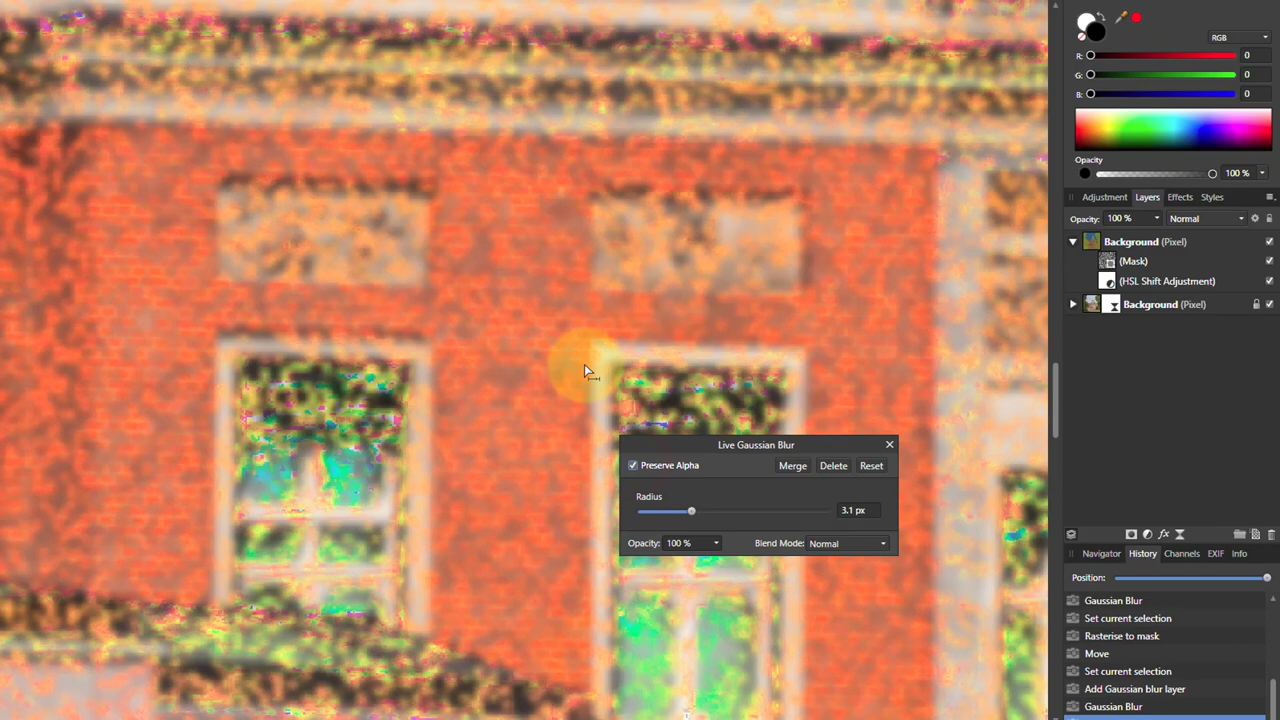 RGB
R: 0
G: 0
B: 0
Opacity
100 %
Adjustment Layers Effects Styles
Opacity: 100 % Normal
Background (Pixel)
(Mask)
(HSL Shift Adjustment)
Background (Pixel)
Live Gaussian Blur
Preserve Alpha Merge Delete Reset
Radius
3.1 px
Opacity: 100 % Blend Mode: Normal
Navigator History Channels EXIF Info
Position:
Gaussian Blur
Set current selection
Rasterise to mask
Move
Set current selection
Add Gaussian blur layer
Gaussian Blur